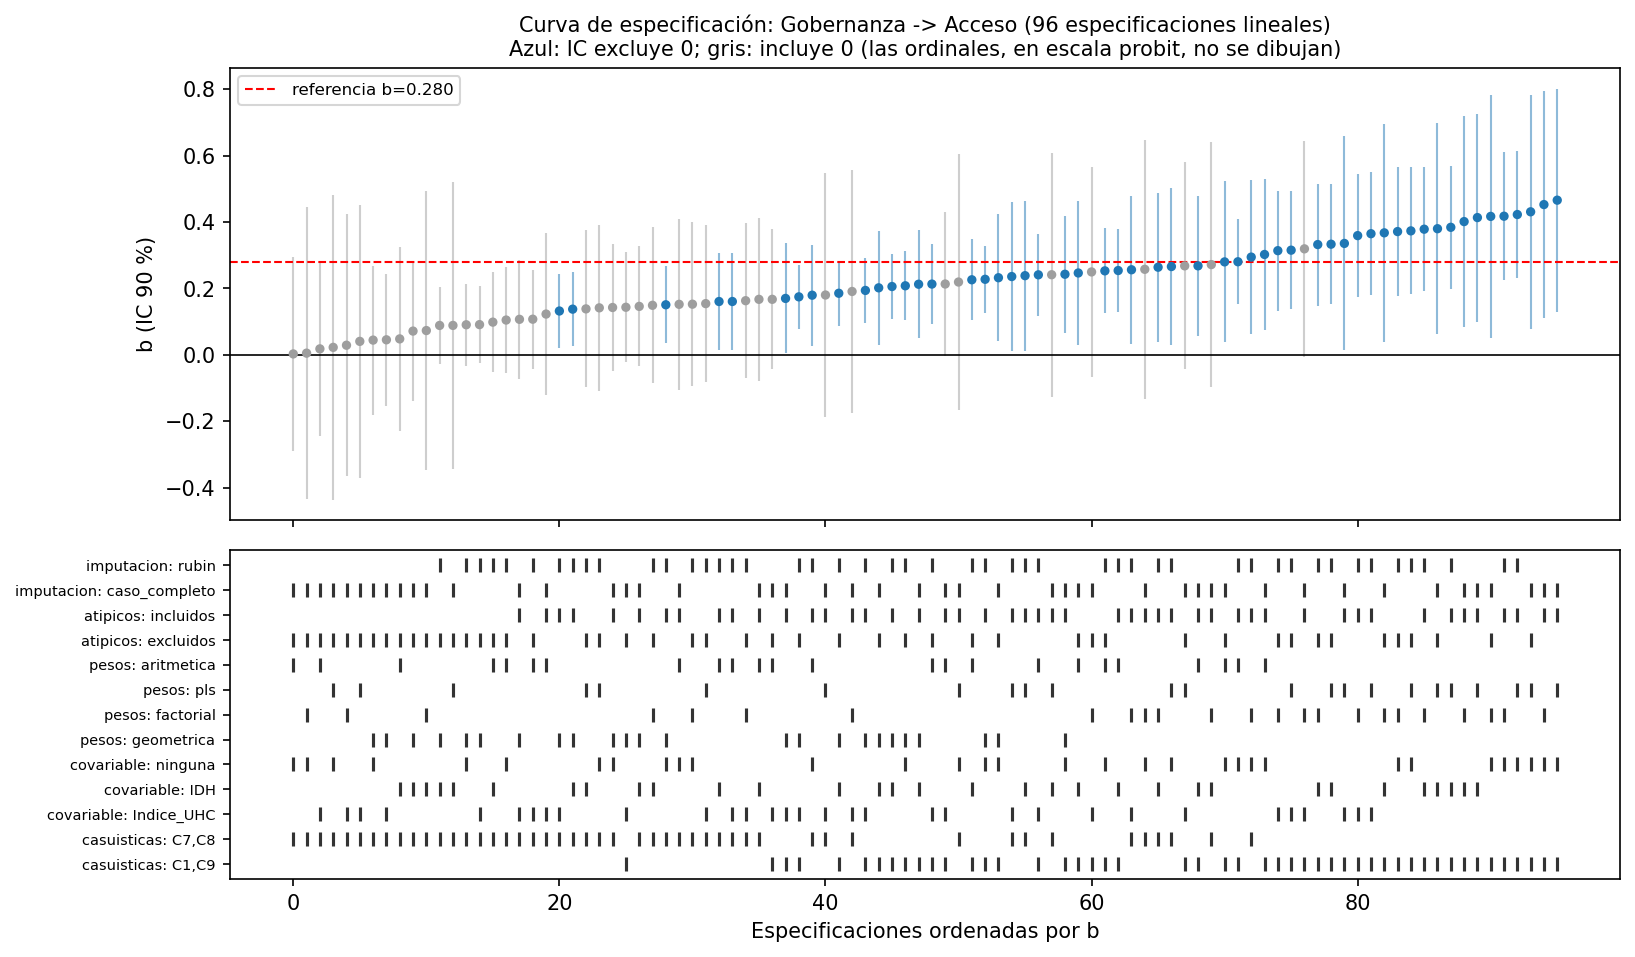 Curva de especificación: Gobernanza -> Acceso (96 especificaciones lineales)
Azul: IC excluye 0; gris: incluye 0 (las ordinales, en escala probit, no se dibujan)
referencia b=0.280
0.8
0.6
0.4
0.2
0.0
−0.2
−0.4
b (IC 90 %)
imputacion: rubin
imputacion: caso_completo
atipicos: incluidos
atipicos: excluidos
pesos: aritmetica
pesos: pls
pesos: factorial
pesos: geometrica
covariable: ninguna
covariable: IDH
covariable: Indice_UHC
casuisticas: C7,C8
casuisticas: C1,C9
0 20 40 60 80
Especificaciones ordenadas por b